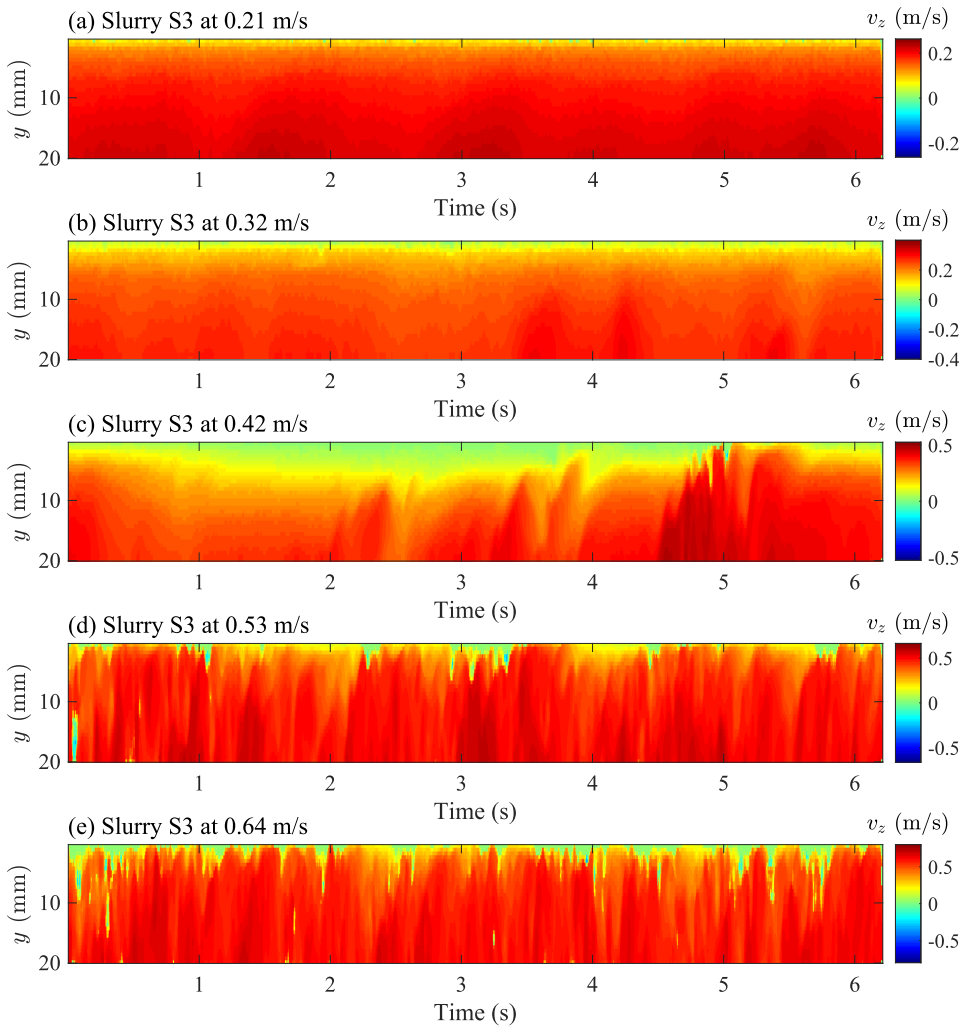 (a) Slurry S3 at 0.21 m/s
v_z (m/s)
0.2
0
-0.2
y (mm)
10
20
1 2 3 4 5 6
Time (s)
(b) Slurry S3 at 0.32 m/s
v_z (m/s)
0.2
0
-0.2
-0.4
y (mm)
10
20
1 2 3 4 5 6
Time (s)
(c) Slurry S3 at 0.42 m/s
v_z (m/s)
0.5
0
-0.5
y (mm)
10
20
1 2 3 4 5 6
Time (s)
(d) Slurry S3 at 0.53 m/s
v_z (m/s)
0.5
0
-0.5
y (mm)
10
20
1 2 3 4 5 6
Time (s)
(e) Slurry S3 at 0.64 m/s
v_z (m/s)
0.5
0
-0.5
y (mm)
10
20
1 2 3 4 5 6
Time (s)